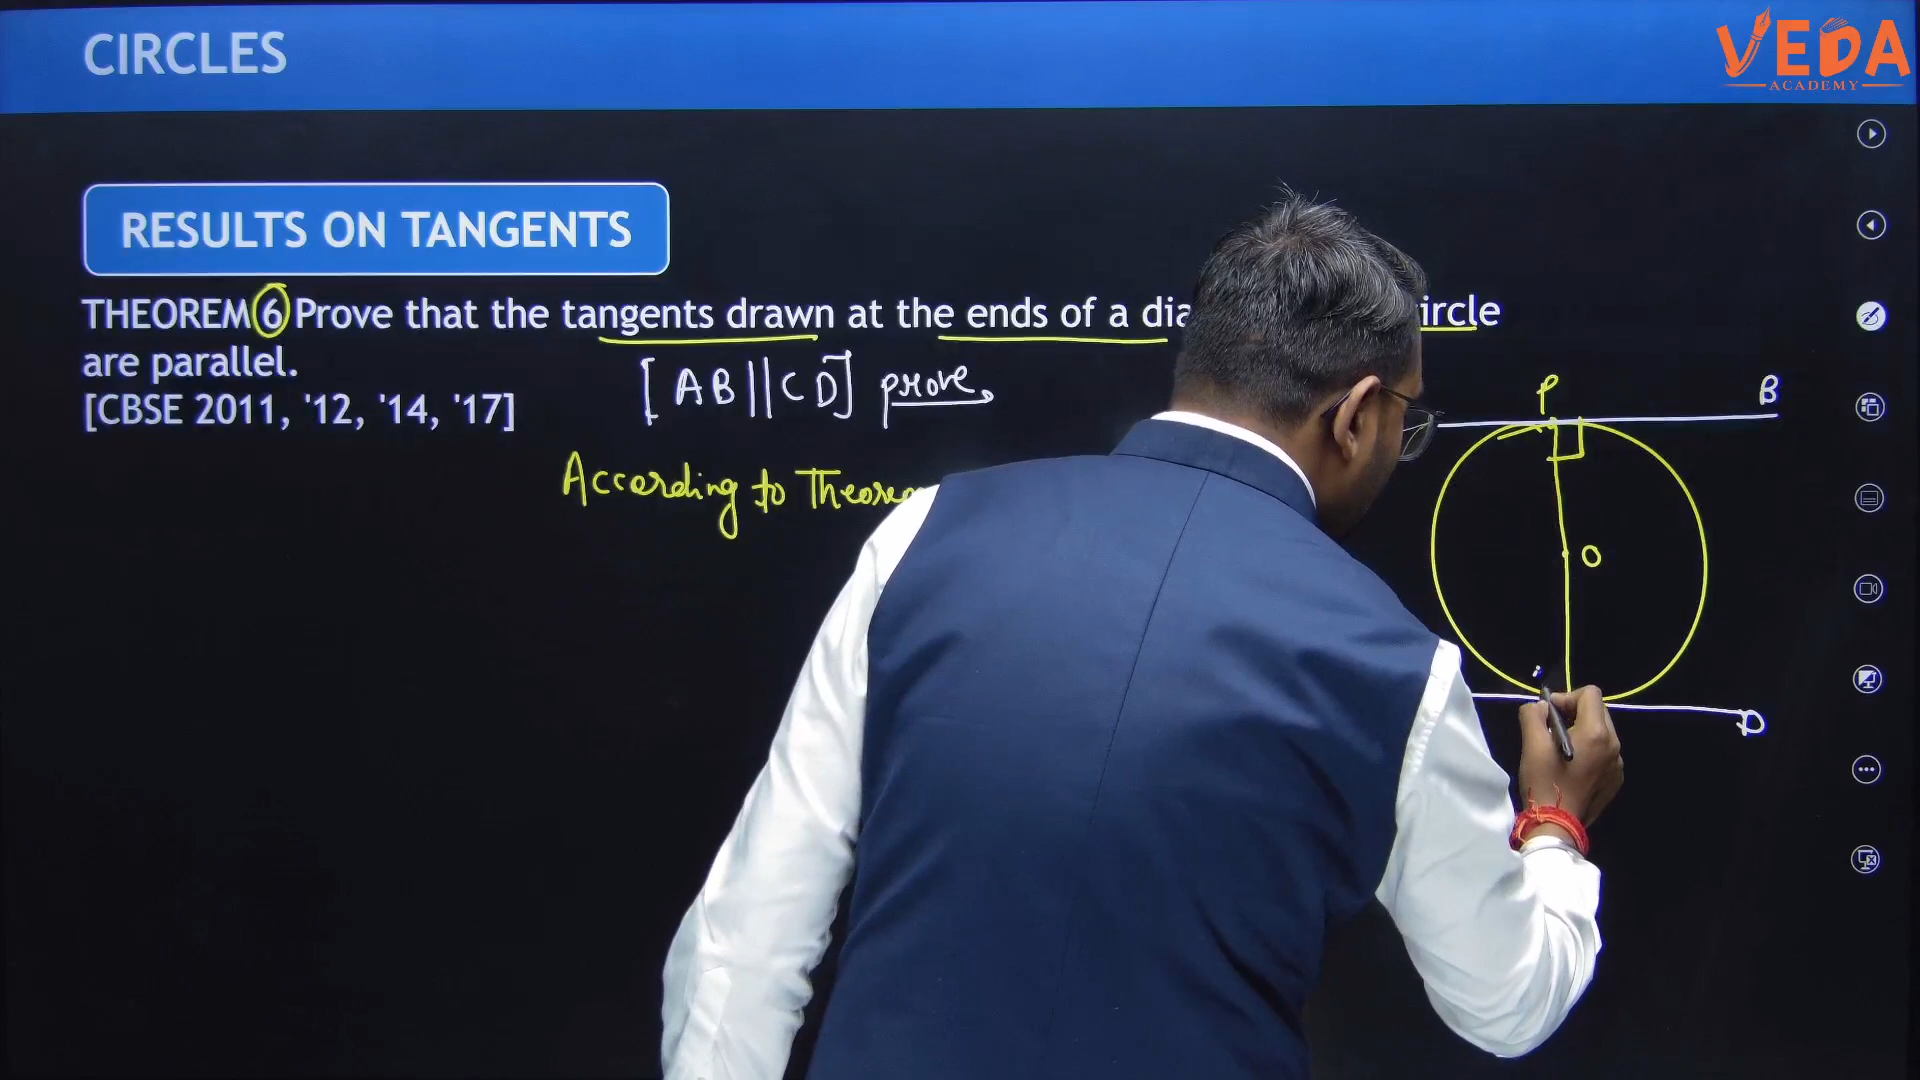 CIRCLES
VEDA
ACADEMY
RESULTS ON TANGENTS
THEOREM 6 Prove that the tangents drawn at the ends of a dia ircle
are parallel.
[CBSE 2011, '12, '14, '17]
[AB||CD] prove
According to Theorem
P
B
O
D